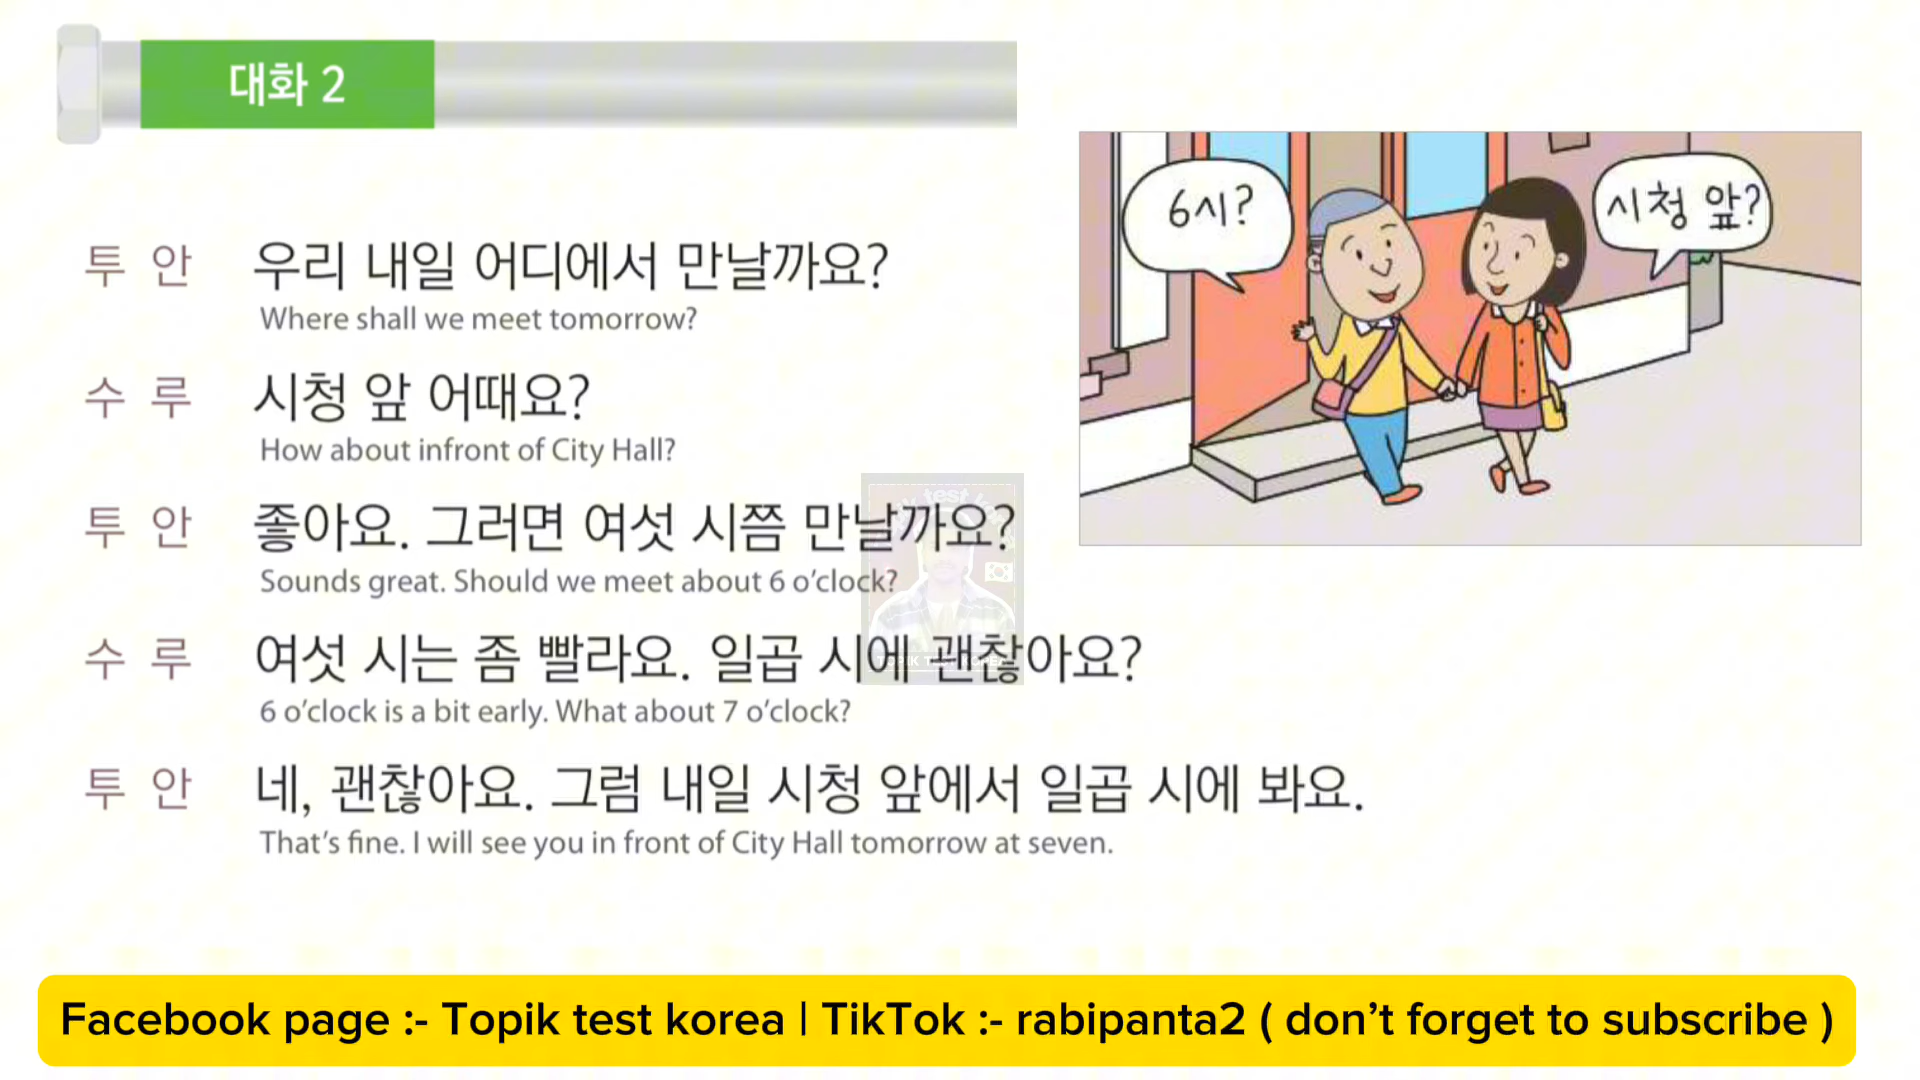 대화 2
6시?
시청 앞?
투 안 우리 내일 어디에서 만날까요?
Where shall we meet tomorrow?
수 루 시청 앞 어때요?
How about infront of City Hall?
투 안 좋아요. 그러면 여섯 시쯤 만날까요?
Sounds great. Should we meet about 6 o'clock?
수 루 여섯 시는 좀 빨라요. 일곱 시에 괜찮아요?
6 o'clock is a bit early. What about 7 o'clock?
투 안 네, 괜찮아요. 그럼 내일 시청 앞에서 일곱 시에 봐요.
That's fine. I will see you in front of City Hall tomorrow at seven.
Facebook page :- Topik test korea | TikTok :- rabipanta2 ( don't forget to subscribe )